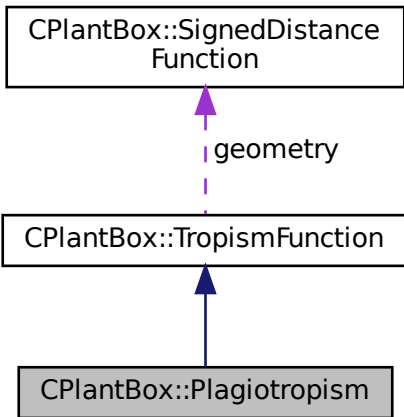 CPlantBox::SignedDistance
Function
geometry
CPlantBox::TropismFunction
CPlantBox::Plagiotropism